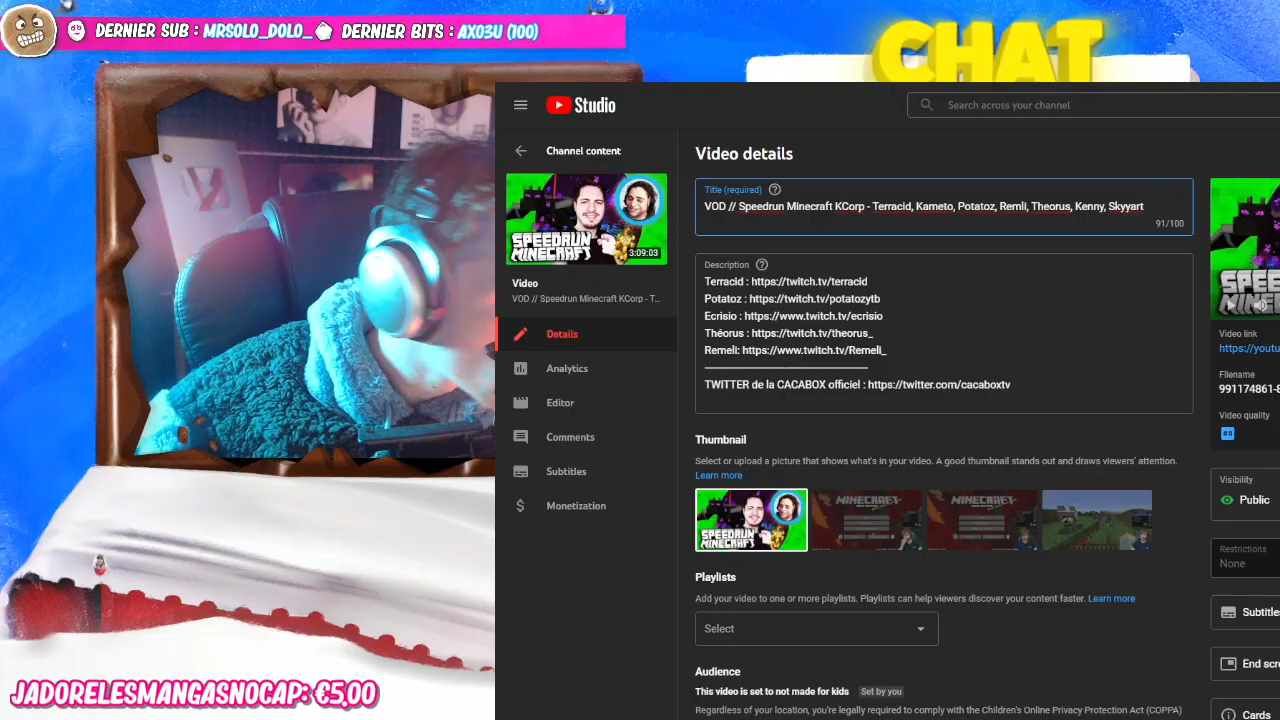 DERNIER SUB : MRSOLO_DOLO_ DERNIER BITS : AXO3U (100)
CHAT
Studio
Search across your channel
Channel content
SPEEDRUN
MINECRAFT
3:09:03
Video
VOD // Speedrun Minecraft KCorp - T...
Details
Analytics
Editor
Comments
Subtitles
Monetization
Video details
Title (required)
VOD // Speedrun Minecraft KCorp - Terracid, Kameto, Potatoz, Remli, Theorus, Kenny, Skyyart
91/100
Description
Terracid : https://twitch.tv/terracid
Potatoz : https://twitch.tv/potatozytb
Ecrisio : https://www.twitch.tv/ecrisio
Théorus : https://twitch.tv/theorus_
Remeli: https://www.twitch.tv/Remeli_
TWITTER de la CACABOX officiel : https://twitter.com/cacaboxtv
Thumbnail
Select or upload a picture that shows what's in your video. A good thumbnail stands out and draws viewers' attention.
Learn more
SPEEDRUN
MINECRAFT
MINECRAFT
MINECRAFT
Playlists
Add your video to one or more playlists. Playlists can help viewers discover your content faster. Learn more
Select
Audience
This video is set to not made for kids Set by you
Regardless of your location, you're legally required to comply with the Children's Online Privacy Protection Act (COPPA)
Video link
https://youtu
Filename
991174861-8
Video quality
Visibility
Public
Restrictions
None
Subtitles
End scre
Cards
JADORELESMANGASNOCAP: €5,00